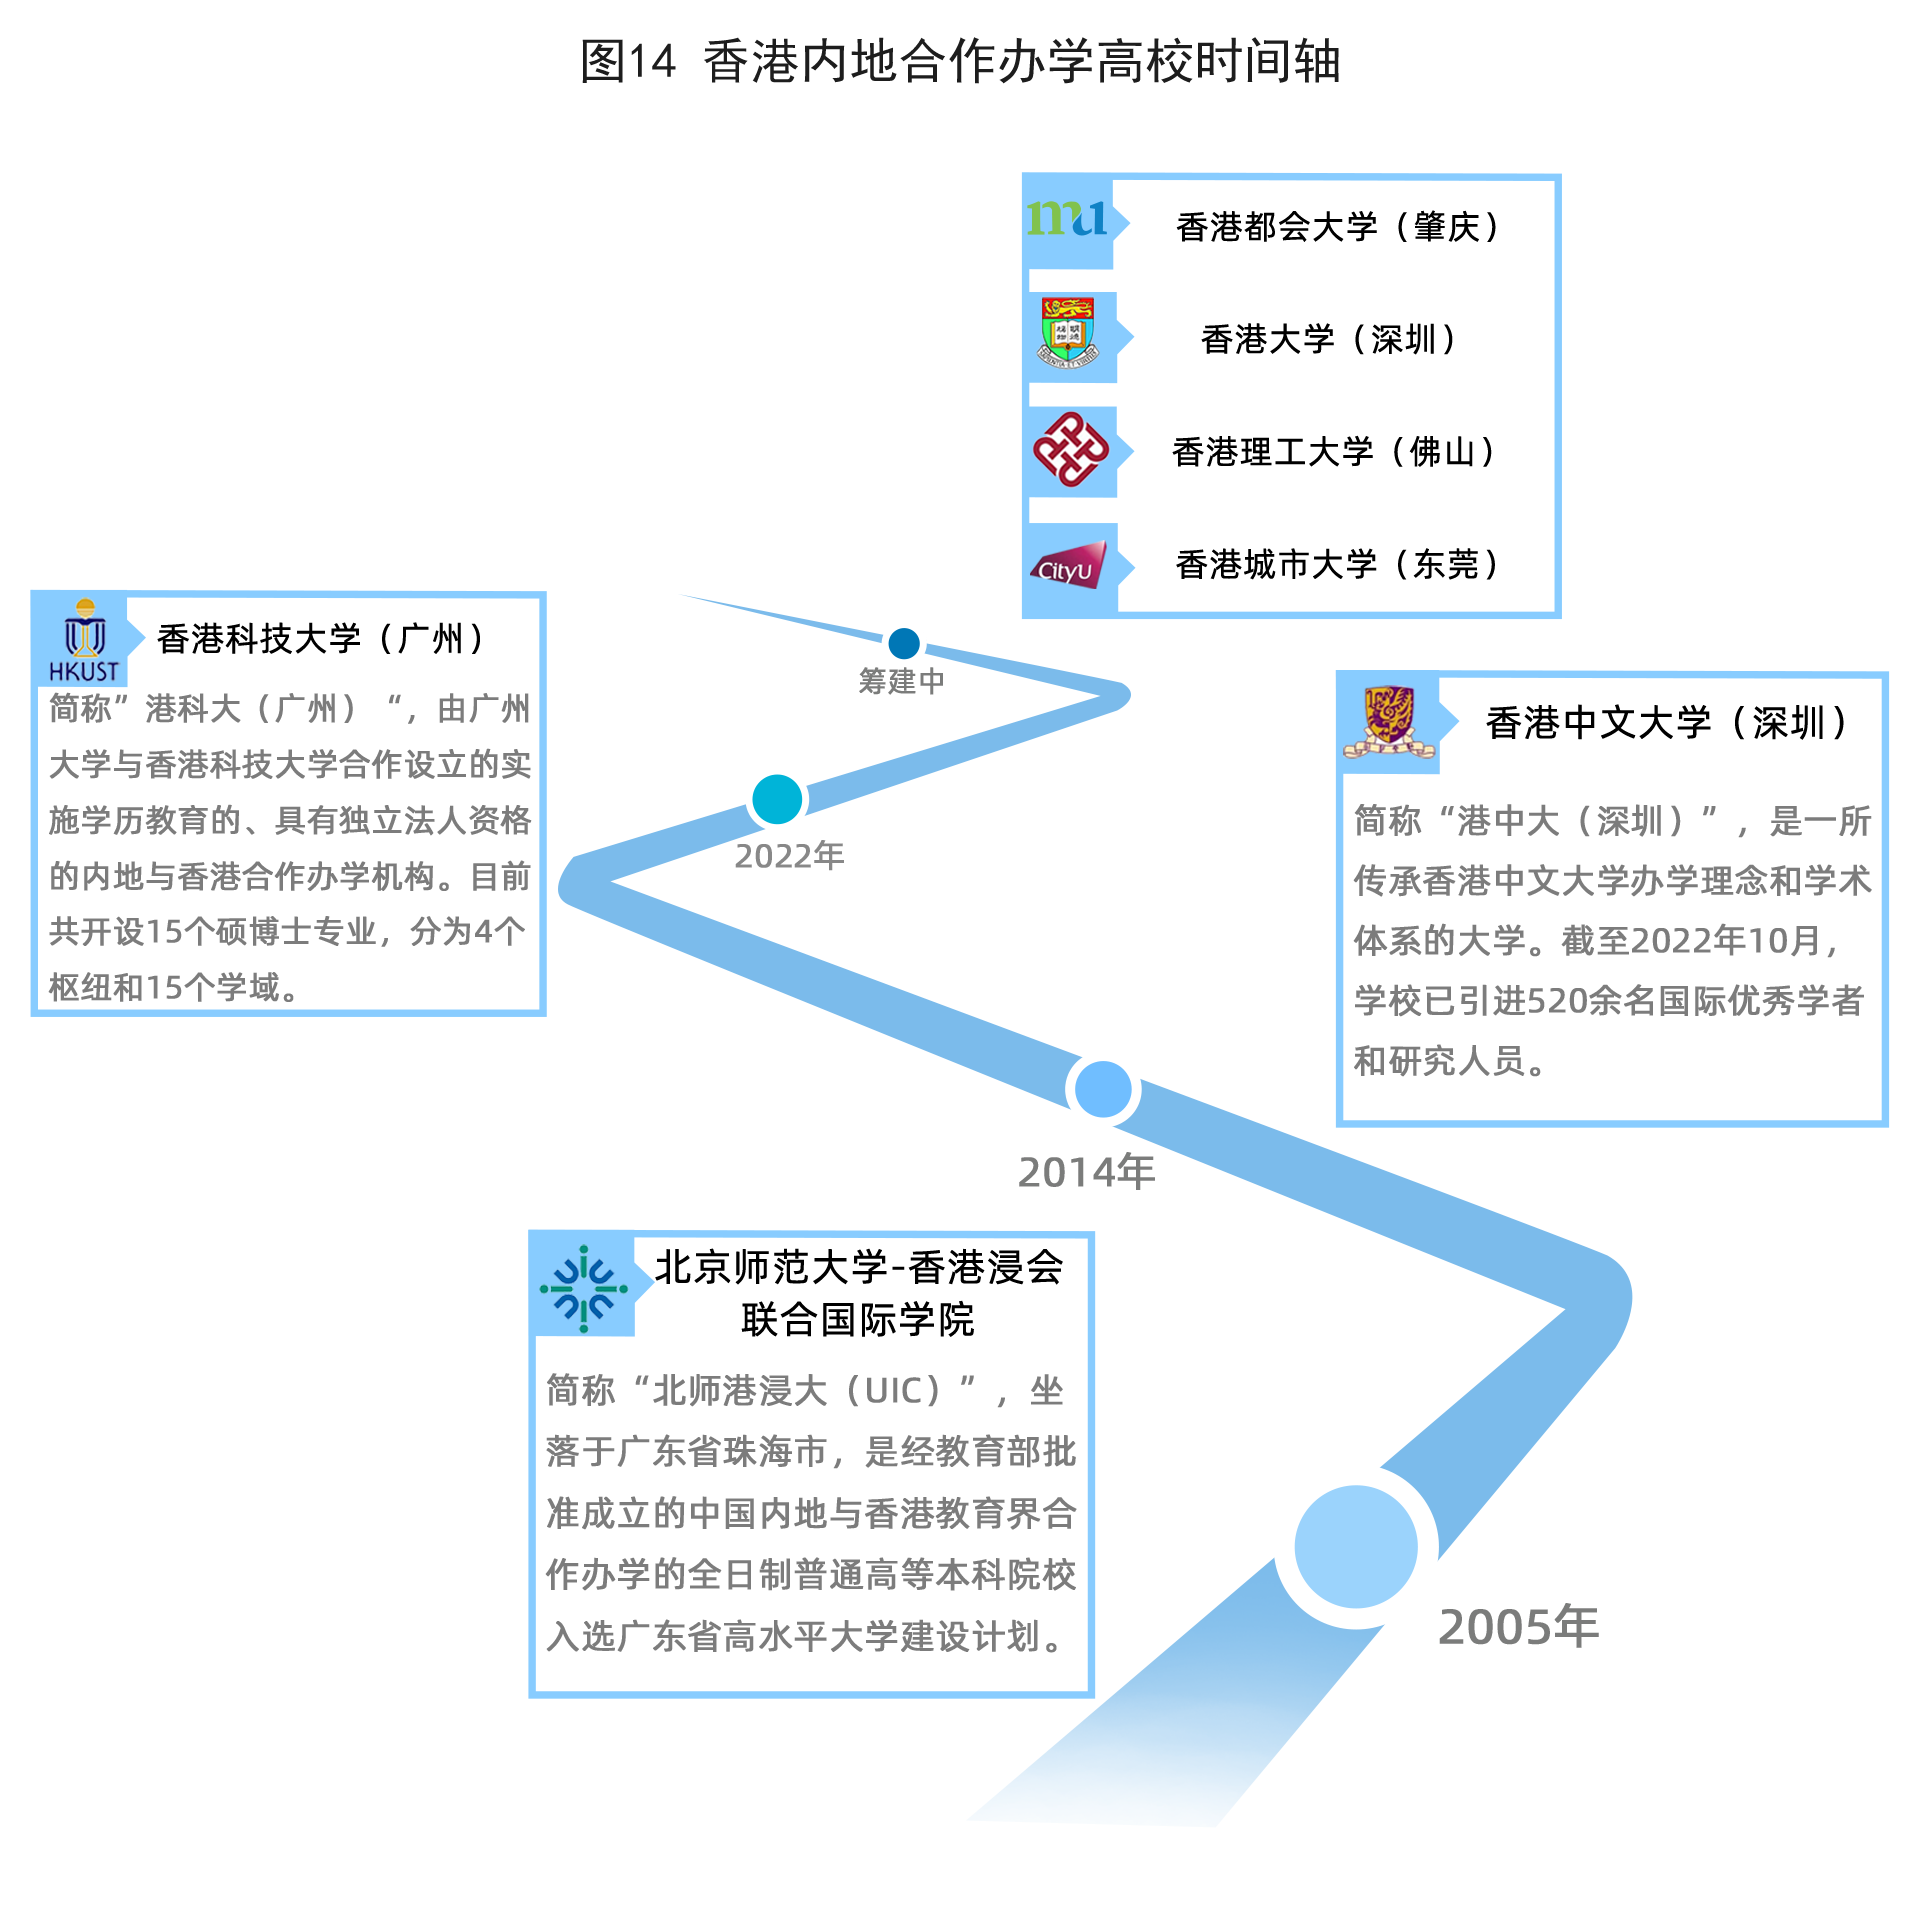 图14 香港内地合作办学高校时间轴
mu
香港都会大学（肇庆）
香港大学（深圳）
香港理工大学（佛山）
CityU
香港城市大学（东莞）
筹建中
HKUST
香港科技大学（广州）
简称”港科大（广州）“，由广州
大学与香港科技大学合作设立的实
施学历教育的、具有独立法人资格
的内地与香港合作办学机构。目前
共开设15个硕博士专业，分为4个
枢纽和15个学域。
2022年
香港中文大学（深圳）
简称“港中大（深圳）”，是一所
传承香港中文大学办学理念和学术
体系的大学。截至2022年10月，
学校已引进520余名国际优秀学者
和研究人员。
2014年
北京师范大学-香港浸会
联合国际学院
简称“北师港浸大（UIC）”，坐
落于广东省珠海市，是经教育部批
准成立的中国内地与香港教育界合
作办学的全日制普通高等本科院校
入选广东省高水平大学建设计划。
2005年